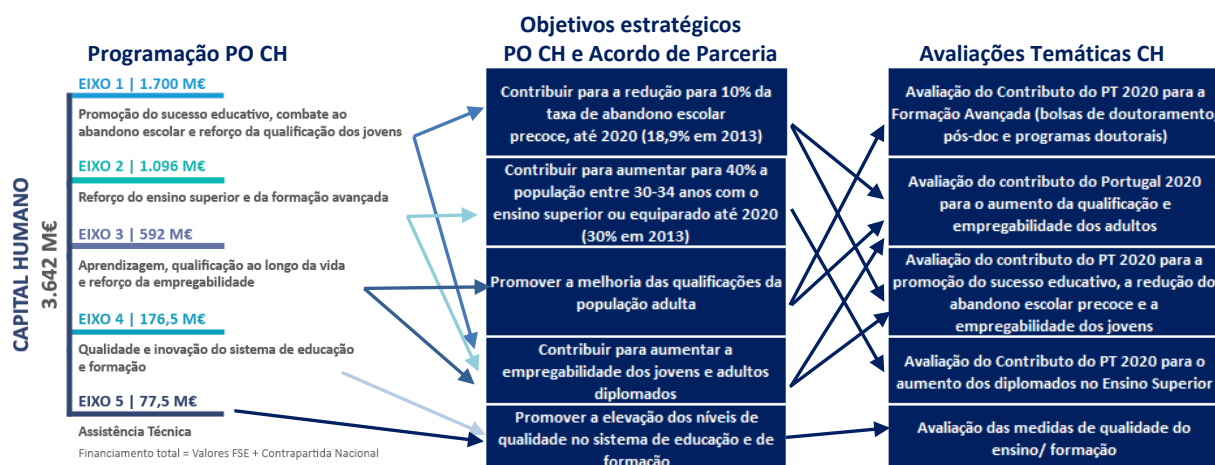 Programação PO CH
CAPITAL HUMANO
3.642 M€
EIXO 1 | 1.700 M€
Promoção do sucesso educativo, combate ao
abandono escolar e reforço da qualificação dos jovens
EIXO 2 | 1.096 M€
Reforço do ensino superior e da formação avançada
EIXO 3 | 592 M€
Aprendizagem, qualificação ao longo da vida
e reforço da empregabilidade
EIXO 4 | 176,5 M€
Qualidade e inovação do sistema de educação
e formação
EIXO 5 | 77,5 M€
Assistência Técnica
Financiamento total = Valores FSE + Contrapartida Nacional
Objetivos estratégicos
PO CH e Acordo de Parceria
Contribuir para a redução para 10% da
taxa de abandono escolar
precoce, até 2020 (18,9% em 2013)
Contribuir para aumentar para 40% a
população entre 30-34 anos com o
ensino superior ou equiparado até 2020
(30% em 2013)
Promover a melhoria das qualificações da
população adulta
Contribuir para aumentar a
empregabilidade dos jovens e adultos
diplomados
Promover a elevação dos níveis de
qualidade no sistema de educação e de
formação
Avaliações Temáticas CH
Avaliação do Contributo do PT 2020 para a
Formação Avançada (bolsas de doutoramento,
pós-doc e programas doutorais)
Avaliação do contributo do Portugal 2020
para o aumento da qualificação e
empregabilidade dos adultos
Avaliação do contributo do PT 2020 para a
promoção do sucesso educativo, a redução do
abandono escolar precoce e a
empregabilidade dos jovens
Avaliação do Contributo do PT 2020 para o
aumento dos diplomados no Ensino Superior
Avaliação das medidas de qualidade do
ensino/ formação